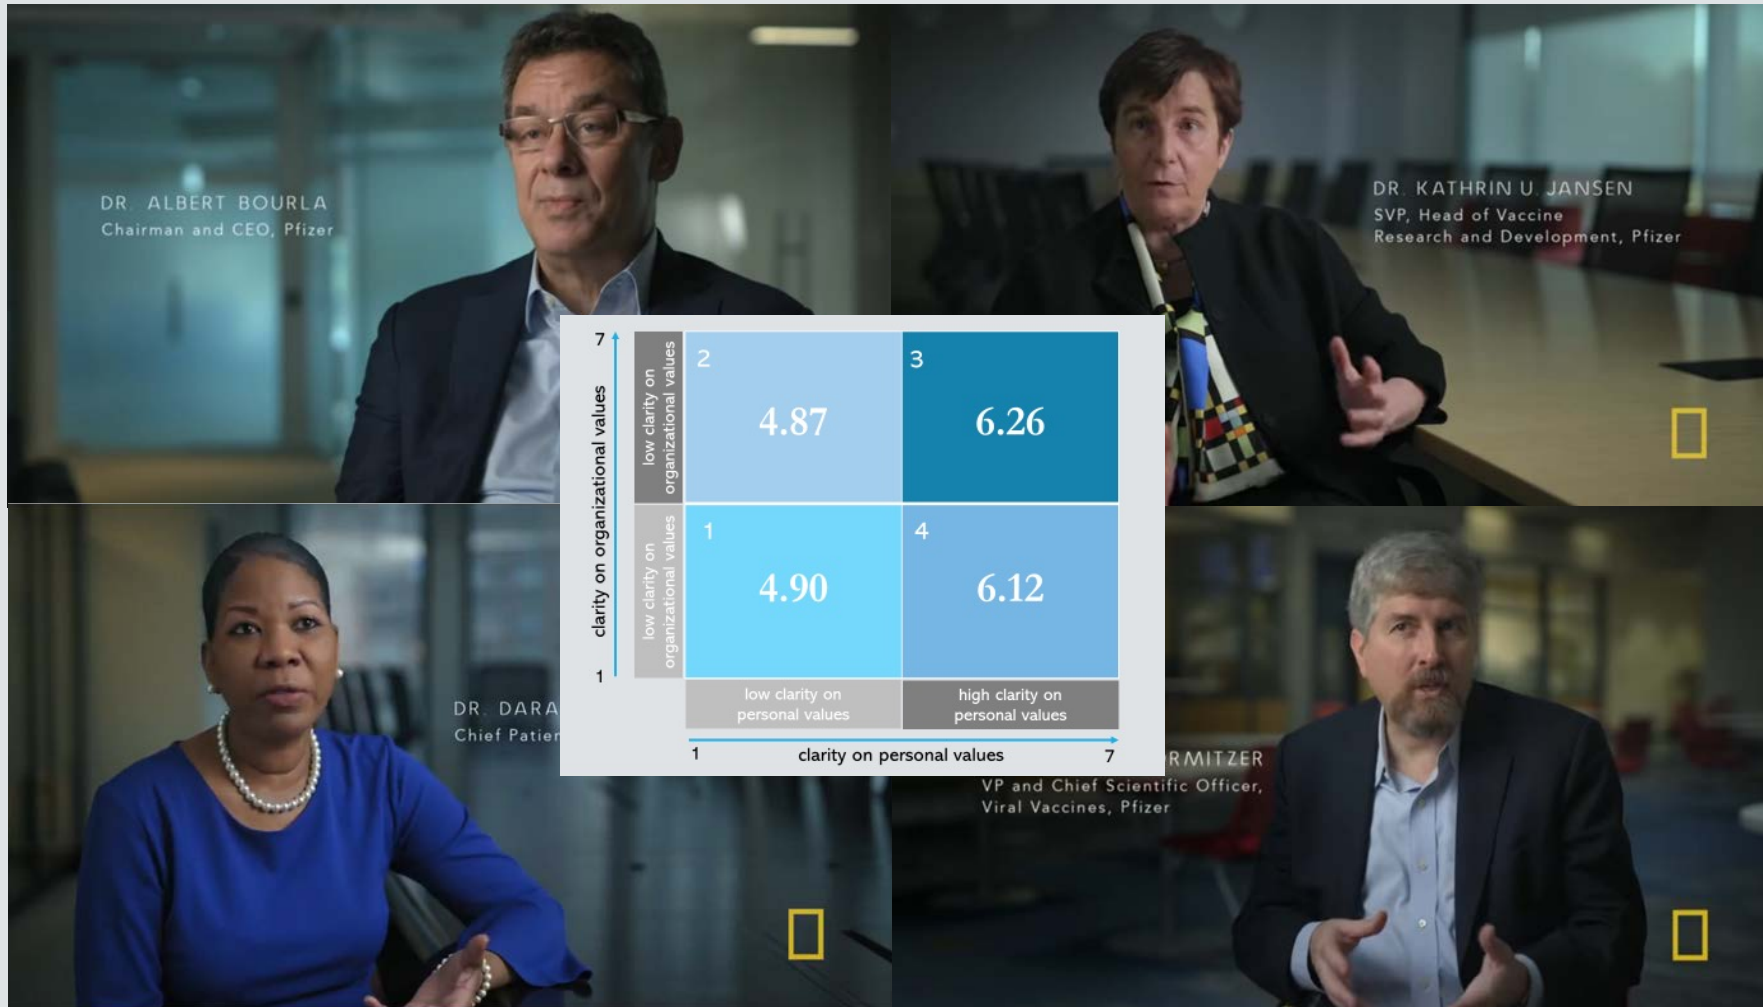 DR. ALBERT BOURLA
Chairman and CEO, Pfizer
DR. KATHRIN U. JANSEN
SVP, Head of Vaccine
Research and Development, Pfizer
7
clarity on organizational values
1
low clarity on
organizational values
low clarity on
organizational values
2
4.87
3
6.26
1
4.90
4
6.12
low clarity on
personal values
high clarity on
personal values
1
clarity on personal values
7
DR. DARA
Chief Patien
RMITZER
VP and Chief Scientific Officer,
Viral Vaccines, Pfizer